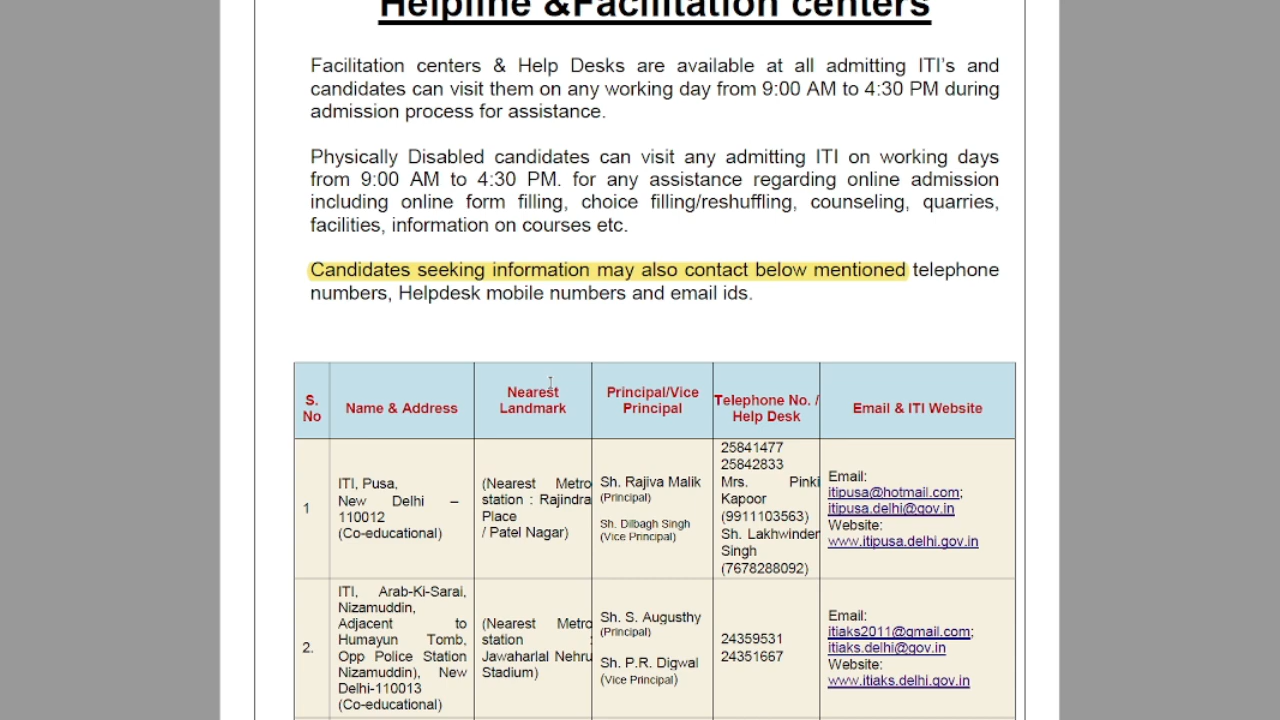 Helpline &Facilitation centers
Facilitation centers & Help Desks are available at all admitting ITI's and
candidates can visit them on any working day from 9:00 AM to 4:30 PM during
admission process for assistance.
Physically Disabled candidates can visit any admitting ITI on working days
from 9:00 AM to 4:30 PM. for any assistance regarding online admission
including online form filling, choice filling/reshuffling, counseling, quarries,
facilities, information on courses etc.
Candidates seeking information may also contact below mentioned telephone
numbers, Helpdesk mobile numbers and email ids.
S.
No
Name & Address
Nearest
Landmark
Principal/Vice
Principal
Telephone No. /
Help Desk
Email & ITI Website
1
ITI, Pusa,
New Delhi –
110012
(Co-educational)
(Nearest Metro
station : Rajindra
Place
/ Patel Nagar)
Sh. Rajiva Malik
(Principal)
Sh. Dilbagh Singh
(Vice Principal)
25841477
25842833
Mrs. Pinki
Kapoor
(9911103563)
Sh. Lakhwinder
Singh
(7678288092)
Email:
itipusa@hotmail.com;
itipusa.delhi@gov.in
Website:
www.itipusa.delhi.gov.in
2.
ITI, Arab-Ki-Sarai,
Nizamuddin,
Adjacent to
Humayun Tomb,
Opp Police Station
Nizamuddin), New
Delhi-110013
(Co-educational)
(Nearest Metro
station :
Jawaharlal Nehru
Stadium)
Sh. S. Augusthy
(Principal)
Sh. P.R. Digwal
(Vice Principal)
24359531
24351667
Email:
itiaks2011@gmail.com;
itiaks.delhi@gov.in
Website:
www.itiaks.delhi.gov.in